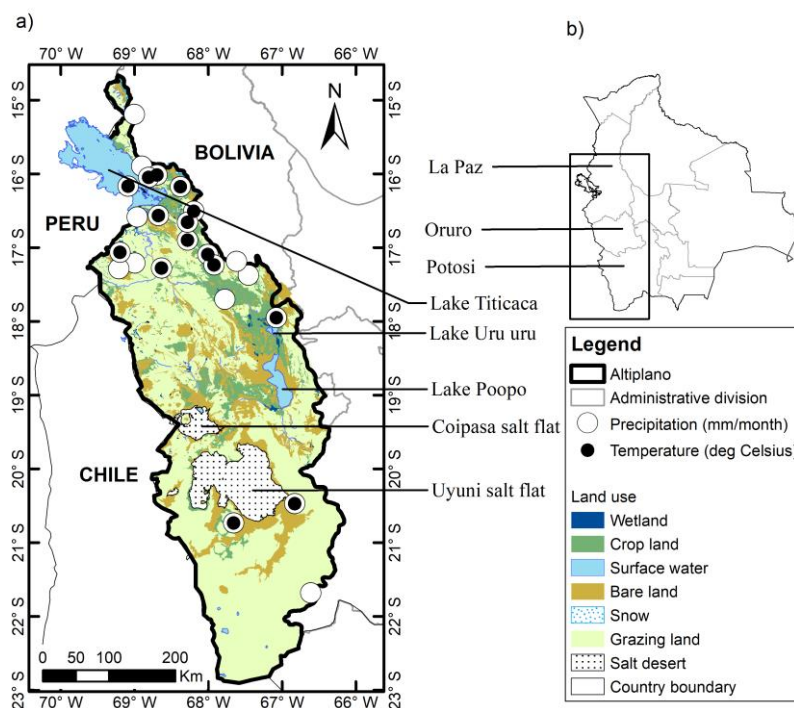 a)
b)
70° W 69° W 68° W 67° W 66° W
15° S
16° S
17° S
18° S
19° S
20° S
21° S
22° S
23° S
N
BOLIVIA
PERU
CHILE
Lake Titicaca
Lake Uru uru
Lake Poopo
Coipasa salt flat
Uyuni salt flat
0 50 100 200
Km
15° S
16° S
17° S
18° S
19° S
20° S
21° S
22° S
23° S
70° W 69° W 68° W 67° W 66° W
La Paz
Oruro
Potosi
Legend
Altiplano
Administrative division
Precipitation (mm/month)
Temperature (deg Celsius)
Land use
Wetland
Crop land
Surface water
Bare land
Snow
Grazing land
Salt desert
Country boundary